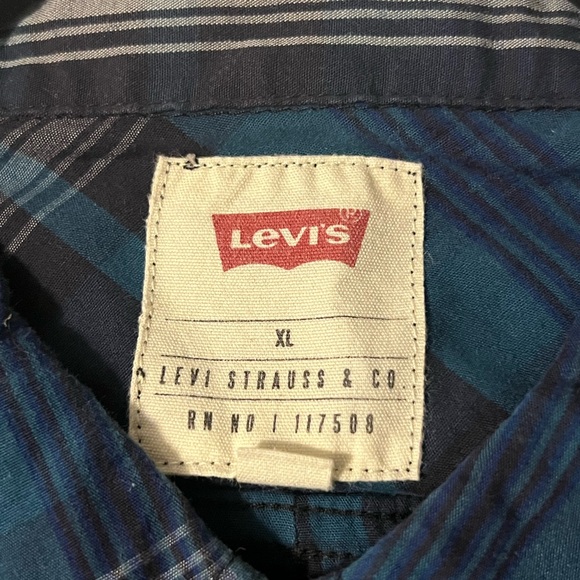 Levi's
XL
LEVI STRAUSS & CO
RN NO | 117508